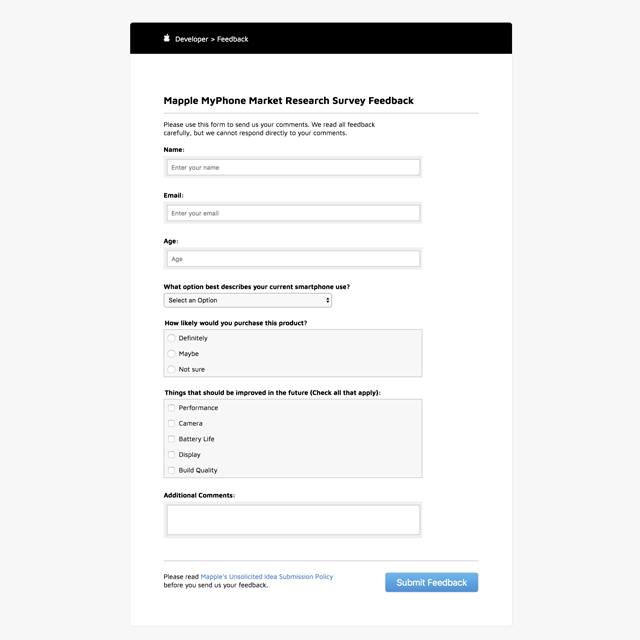 Developer > Feedback
Mapple MyPhone Market Research Survey Feedback
Please use this form to send us your comments. We read all feedback
carefully, but we cannot respond directly to your comments.
Name:
Enter your name
Email:
Enter your email
Age:
Age
What option best describes your current smartphone use?
Select an Option
How likely would you purchase this product?
Definitely
Maybe
Not sure
Things that should be improved in the future (Check all that apply):
Performance
Camera
Battery Life
Display
Build Quality
Additional Comments:
Please read Mapple's Unsolicited Idea Submission Policy
before you send us your feedback.
Submit Feedback